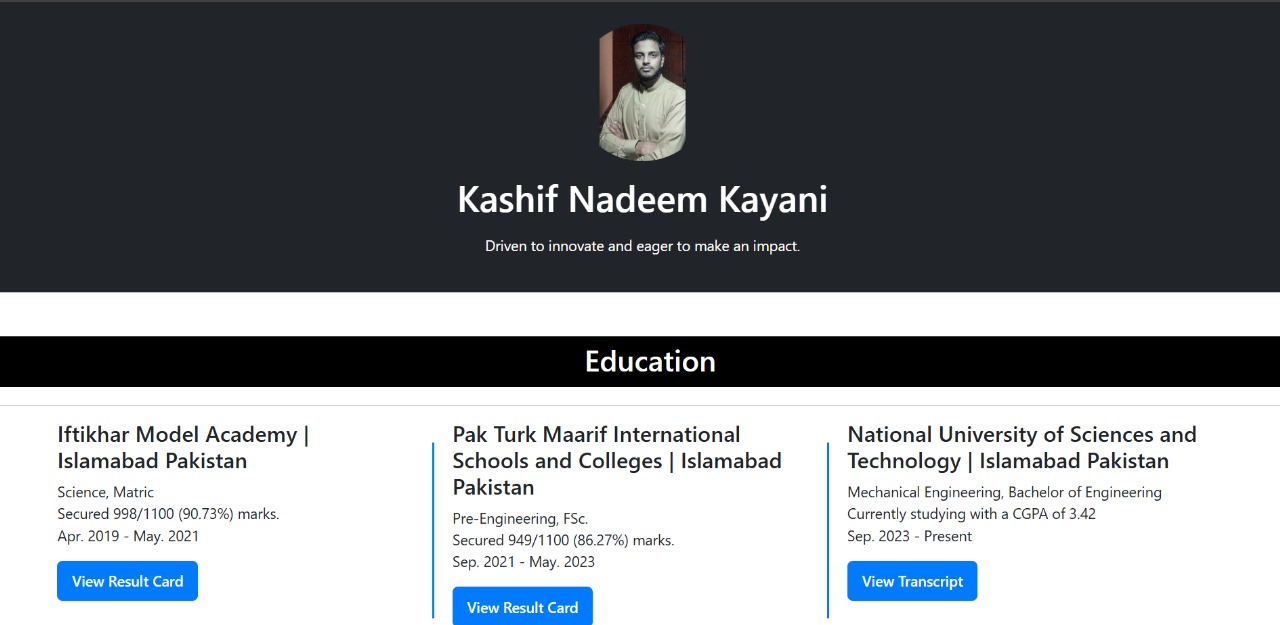 Kashif Nadeem Kayani
Driven to innovate and eager to make an impact.
Education
Iftikhar Model Academy |
Islamabad Pakistan
Science, Matric
Secured 998/1100 (90.73%) marks.
Apr. 2019 - May. 2021
View Result Card
Pak Turk Maarif International
Schools and Colleges | Islamabad
Pakistan
Pre-Engineering, FSc.
Secured 949/1100 (86.27%) marks.
Sep. 2021 - May. 2023
View Result Card
National University of Sciences and
Technology | Islamabad Pakistan
Mechanical Engineering, Bachelor of Engineering
Currently studying with a CGPA of 3.42
Sep. 2023 - Present
View Transcript